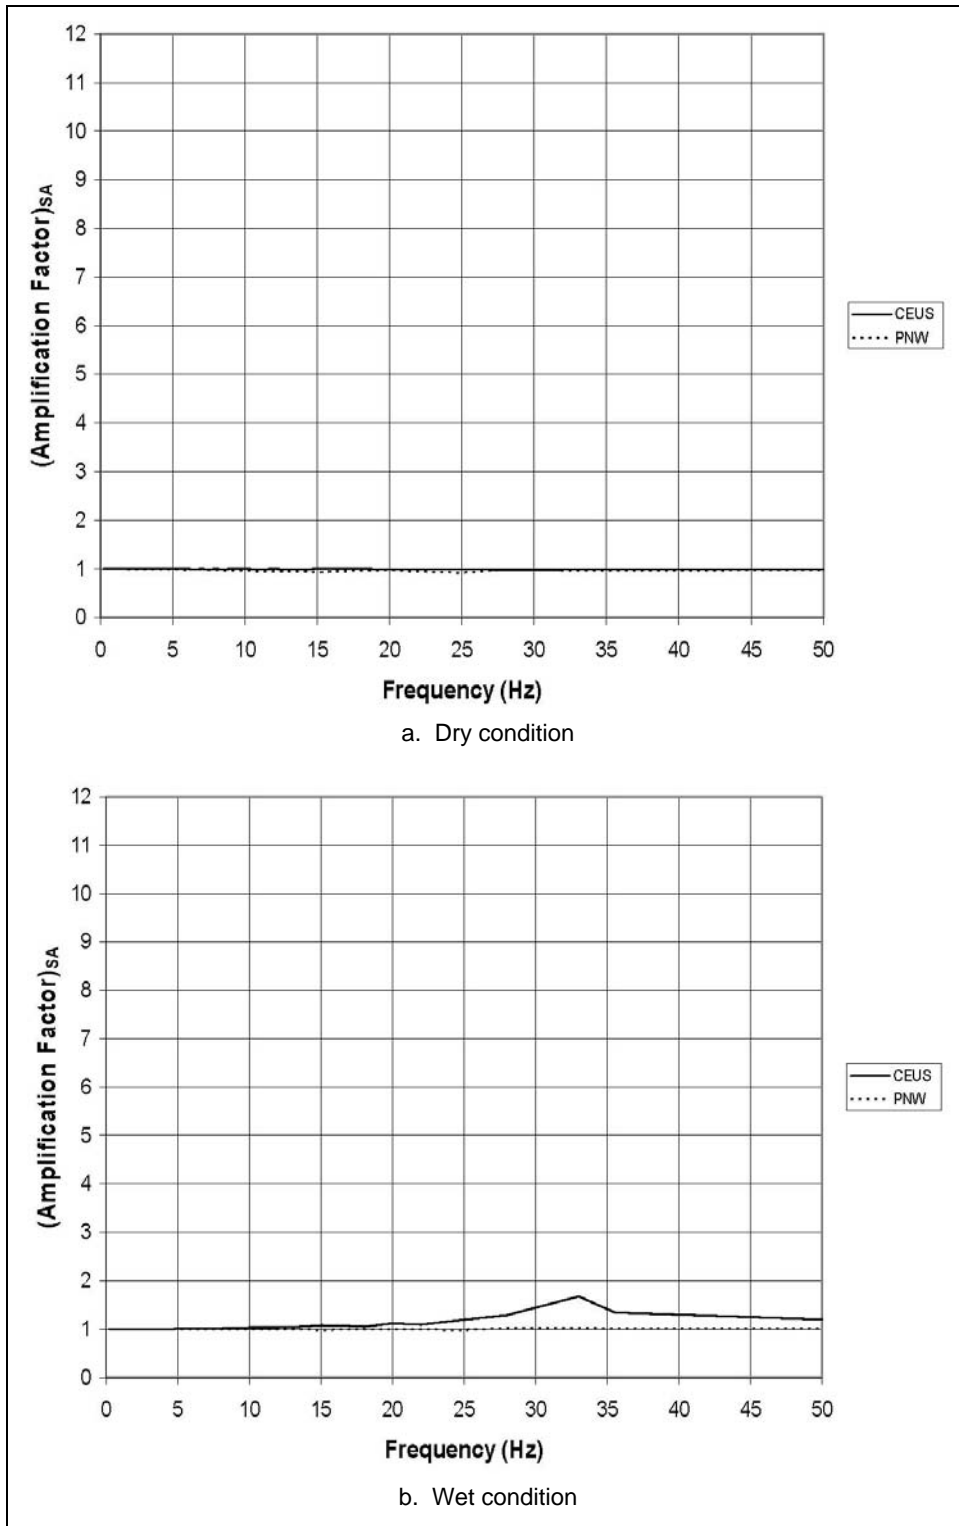 12
11
10
9
8
7
6
5
4
3
2
1
0
(Amplification Factor)SA
0 5 10 15 20 25 30 35 40 45 50
Frequency (Hz)
CEUS
PNW
a. Dry condition
12
11
10
9
8
7
6
5
4
3
2
1
0
(Amplification Factor)SA
0 5 10 15 20 25 30 35 40 45 50
Frequency (Hz)
CEUS
PNW
b. Wet condition